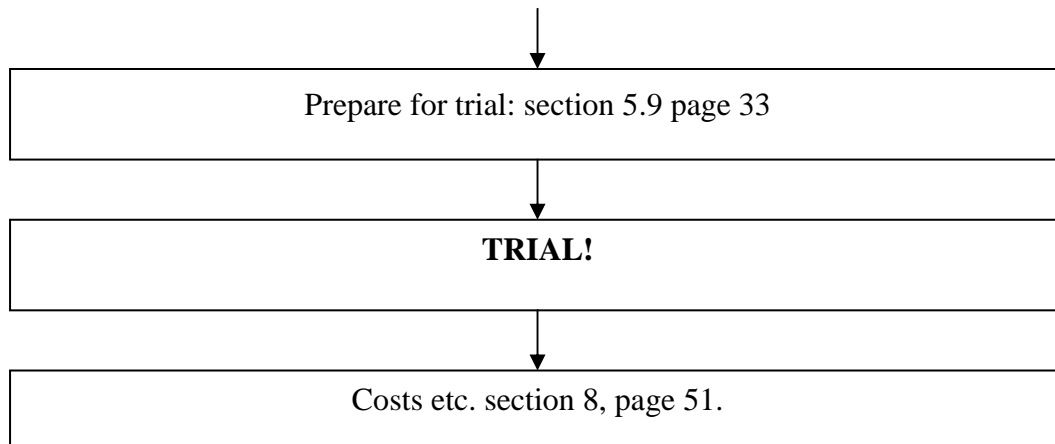 Prepare for trial: section 5.9 page 33
TRIAL!
Costs etc. section 8, page 51.